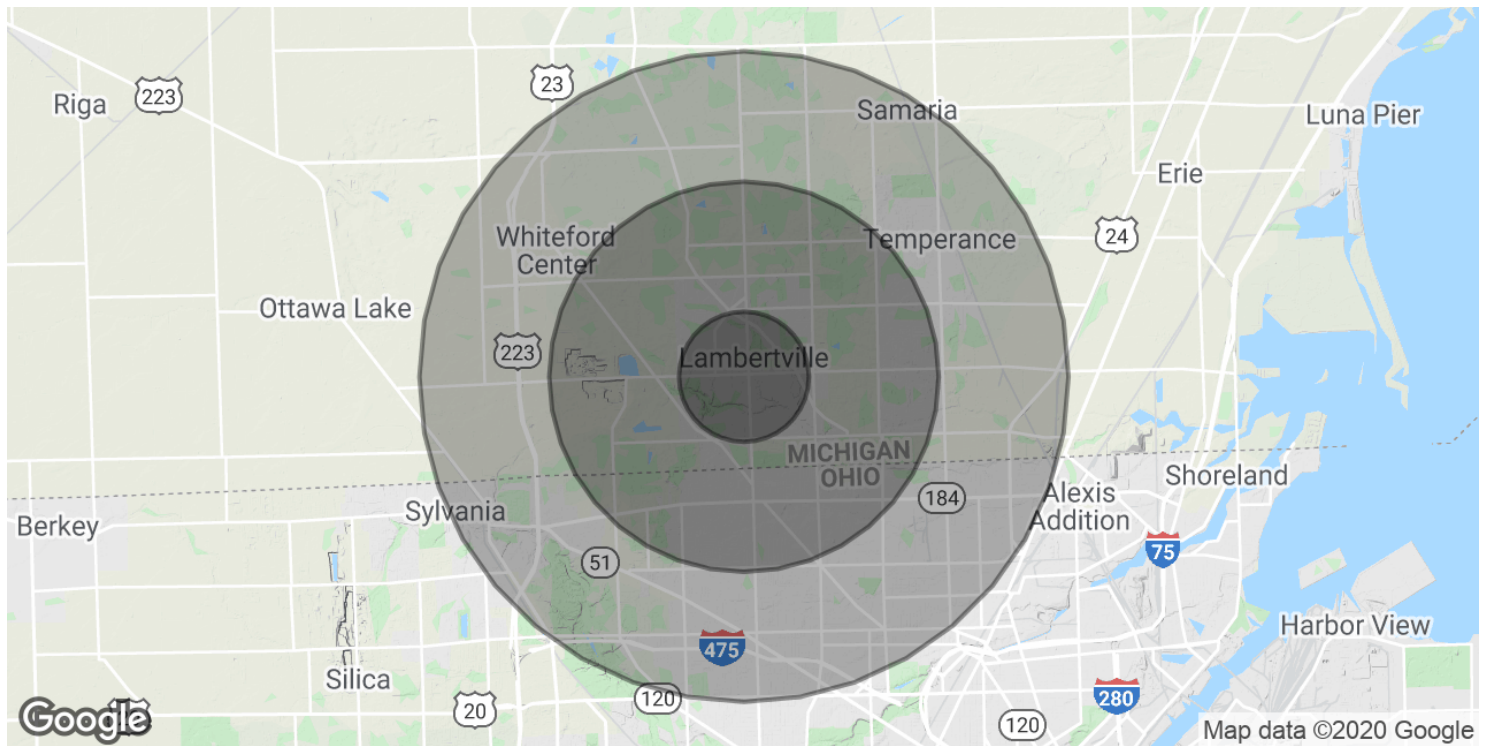 23
Riga
223
Samaria
Luna Pier
Erie
Whiteford
Center
Temperance
24
Ottawa Lake
223
Lambertville
MICHIGAN
OHIO
Shoreland
184
Alexis
Addition
Sylvania
Berkey
75
51
Harbor View
475
Silica
120
280
20
120
Google
Map data ©2020 Google